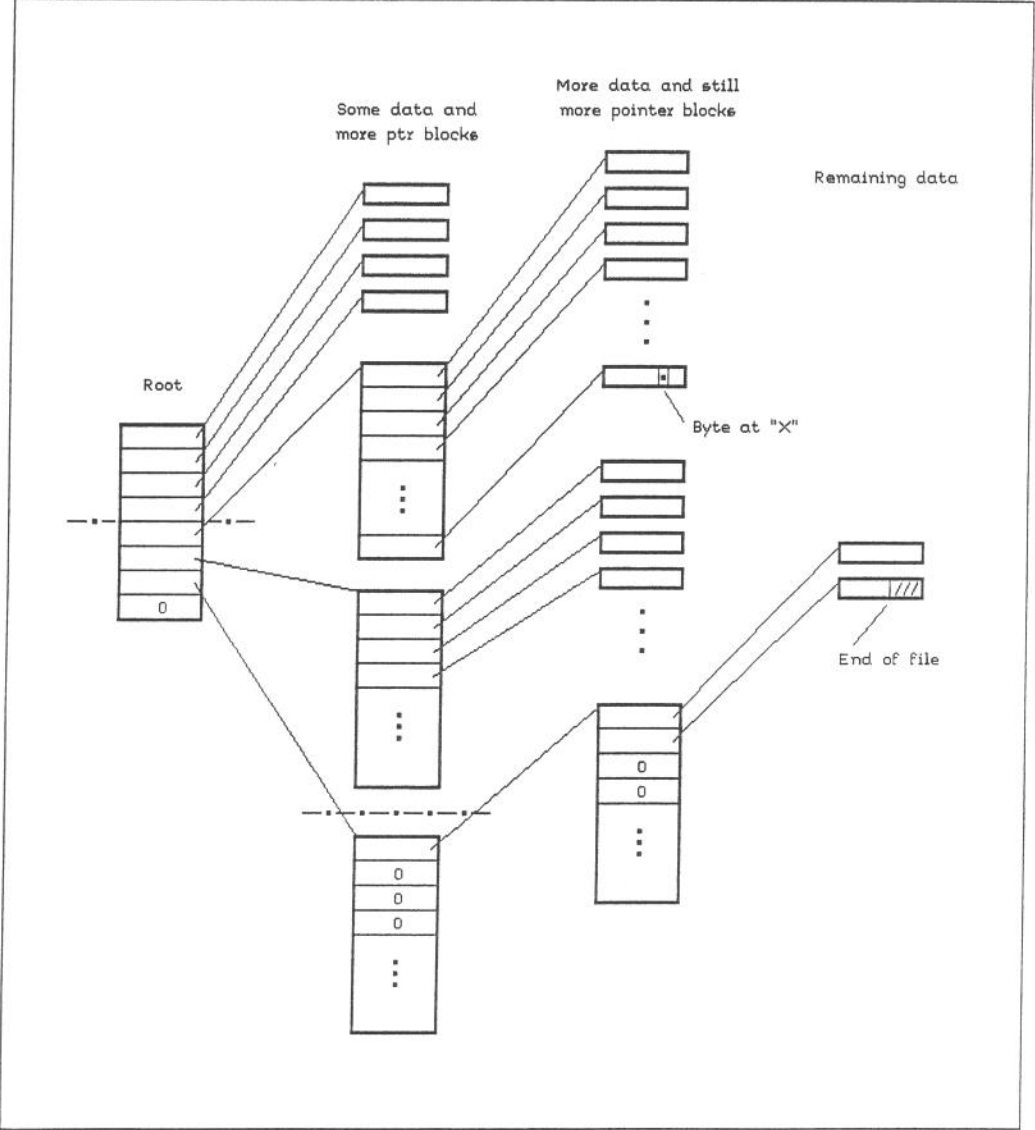 More data and still
more pointer blocks
Some data and
more ptr blocks
Remaining data
Root
Byte at "X"
0
End of file
0
0
0
0
0